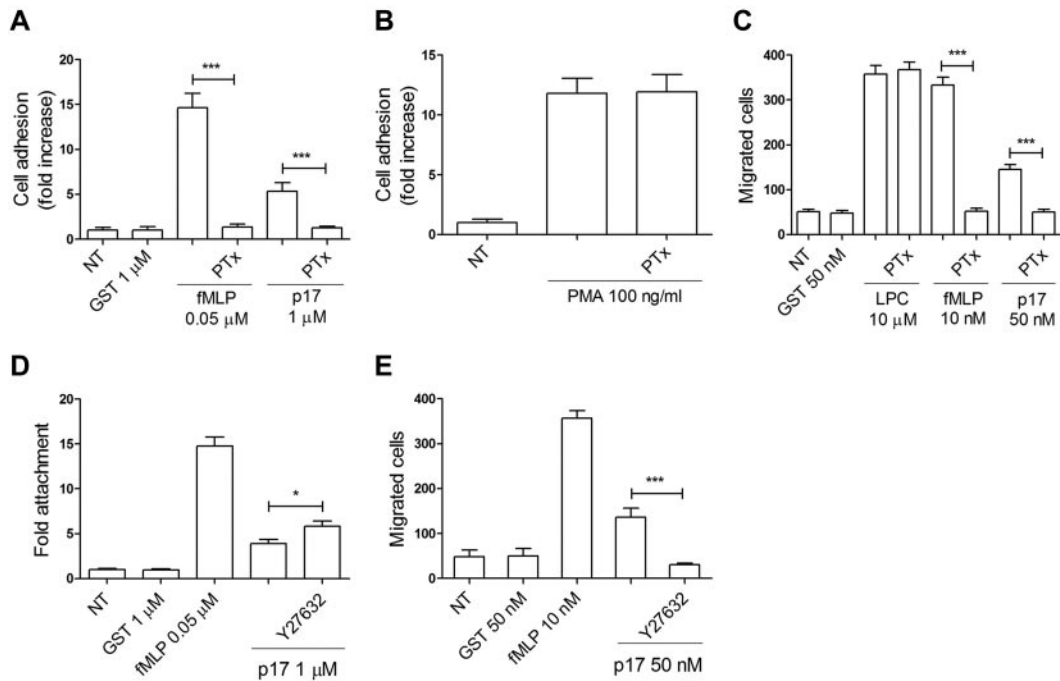 A
Cell adhesion
(fold increase)
20
15
10
5
0
***
***
NT
GST 1 μM
PTx
PTx
fMLP
0.05 μM
p17
1 μM
B
Cell adhesion
(fold increase)
15
10
5
0
NT
PTx
PMA 100 ng/ml
C
Migrated cells
400
300
200
100
0
***
***
NT
GST 50 nM
PTx
PTx
PTx
LPC
10 μM
fMLP
10 nM
p17
50 nM
D
Fold attachment
20
15
10
5
0
*
NT
GST 1 μM
fMLP 0.05 μM
Y27632
p17 1 μM
E
Migrated cells
400
300
200
100
0
***
NT
GST 50 nM
fMLP 10 nM
Y27632
p17 50 nM